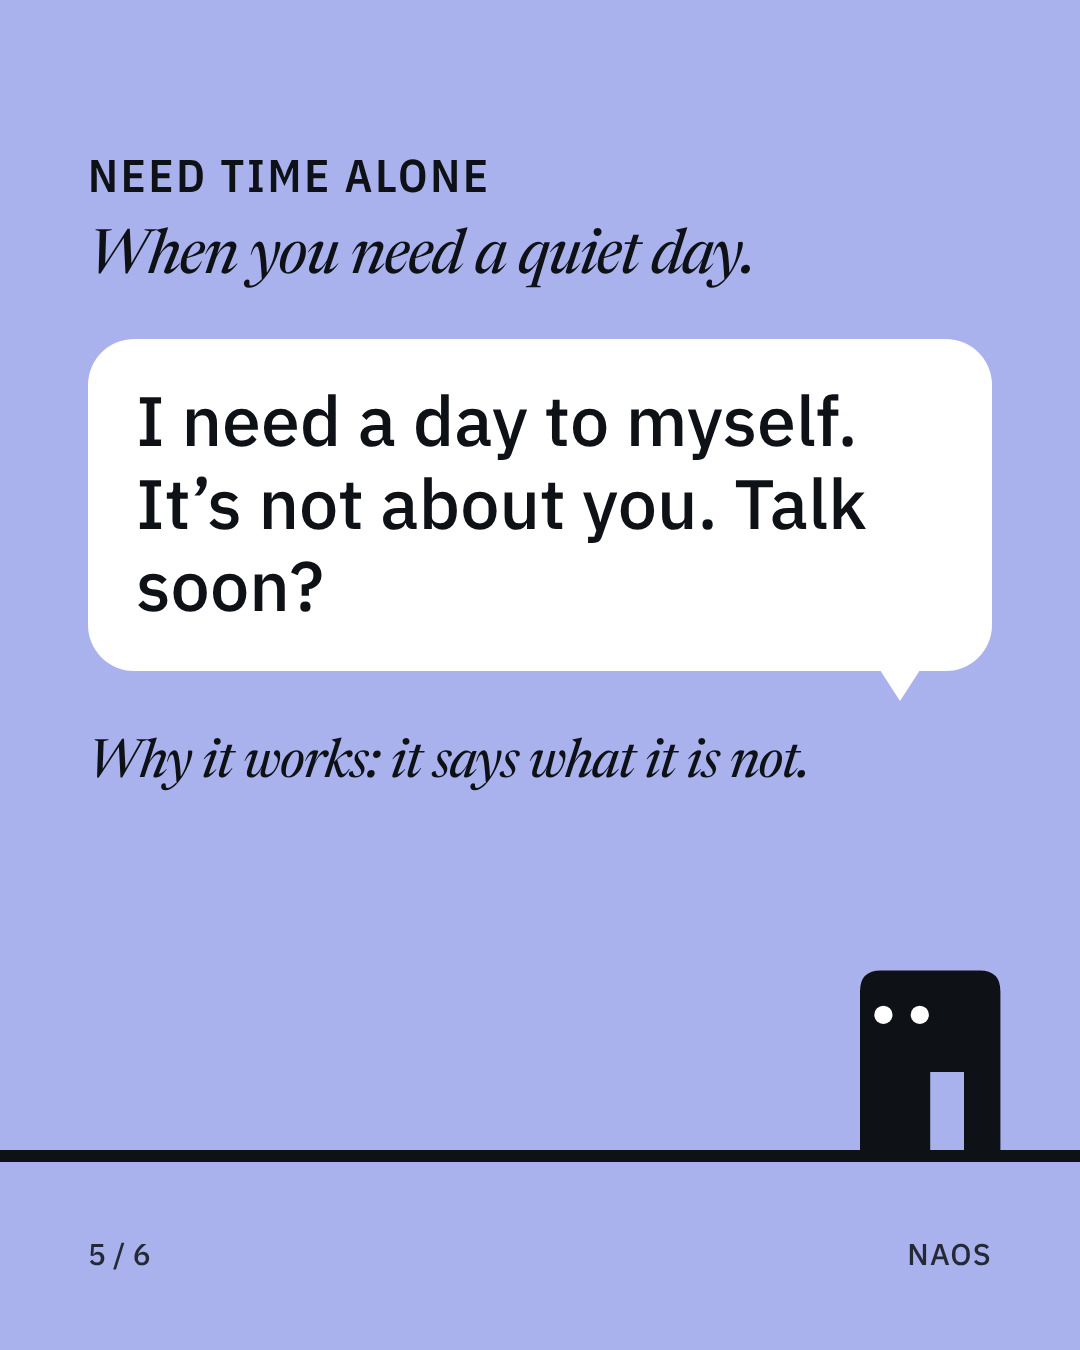 NEED TIME ALONE
When you need a quiet day.
I need a day to myself.
It’s not about you. Talk
soon?
Why it works: it says what it is not.
5 / 6
NAOS